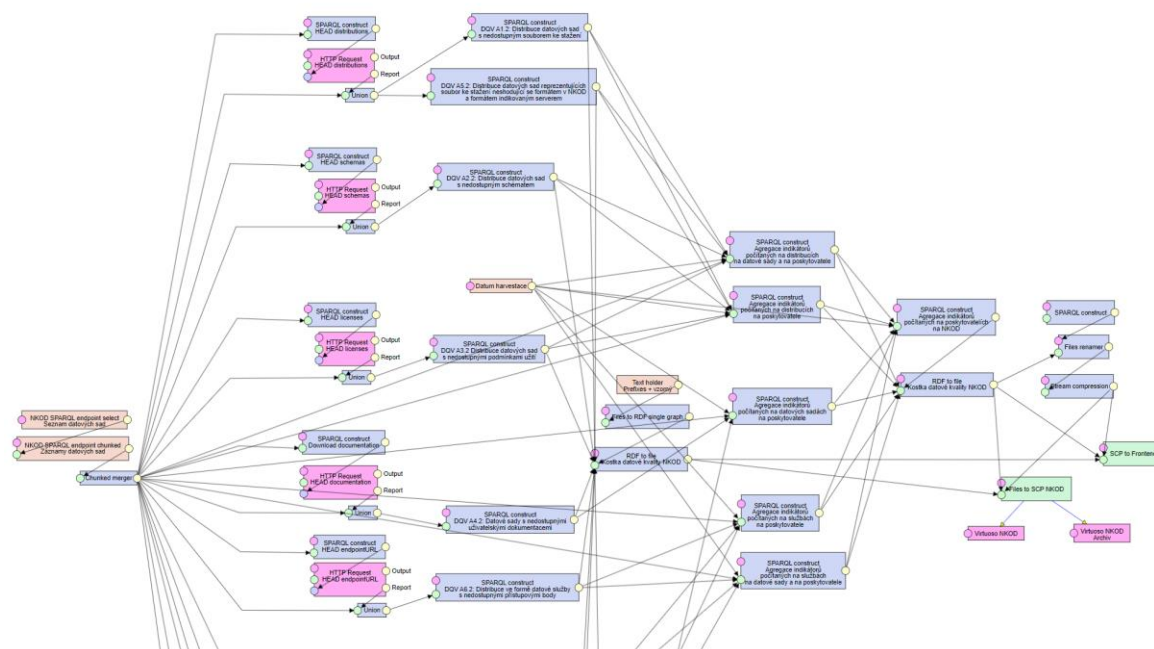 SPARQL construct
HEAD distributions
SPARQL construct
DQV A1.2: Distribuce datových sad
s nedostupným souborem ke stažení
HTTP Request
HEAD distributions
Output
Report
Union
SPARQL construct
DQV A5.2: Distribuce datových sad reprezentujících
soubor ke stažení neshodující se formátem v NKOD
a formátem indikovaným serverem
SPARQL construct
HEAD schemas
HTTP Request
HEAD schemas
Output
Report
Union
SPARQL construct
DQV A2.2: Distribuce datových sad
s nedostupným schématem
SPARQL construct
Agregace indikátorů
počítaných na distribucích
na datové sady a na poskytovatele
Datum harvestace
SPARQL construct
Agregace indikátorů
počítaných na distribucích
na poskytovatele
SPARQL construct
Agregace indikátorů
počítaných na poskytovatelích
na NKOD
SPARQL construct
Files renamer
SPARQL construct
HEAD licenses
HTTP Request
HEAD licenses
Output
Report
Union
SPARQL construct
DQV A3.2 Distribuce datových sad
s nedostupnými podmínkami užití
Text holder
Prefixes + vzorný
RDF to file
Kostka datové kvality NKOD
Stream compression
SPARQL construct
Agregace indikátorů
počítaných na datových sadách
na poskytovatele
Files to RDF single graph
NKOD SPARQL endpoint select
Seznam datových sad
NKOD SPARQL endpoint chunked
Záznamy datových sad
Chunked merger
SPARQL construct
Download documentation
HTTP Request
HEAD documentation
Output
Report
Union
RDF to file
Kostka datové kvality NKOD
SCP to Frontend
Files to SCP NKOD
Virtuoso NKOD
Virtuoso NKOD
Archiv
SPARQL construct
DQV A4.2: Datové sady s nedostupnými
uživatelskými dokumentacemi
SPARQL construct
Agregace indikátorů
počítaných na službách
na poskytovatele
SPARQL construct
HEAD endpointURL
HTTP Request
HEAD endpointURL
Output
Report
Union
SPARQL construct
DQV A6.2: Distribuce ve formě datové služby
s nedostupnými přístupovými body
SPARQL construct
Agregace indikátorů
počítaných na službách
na datové sady a na poskytovatele